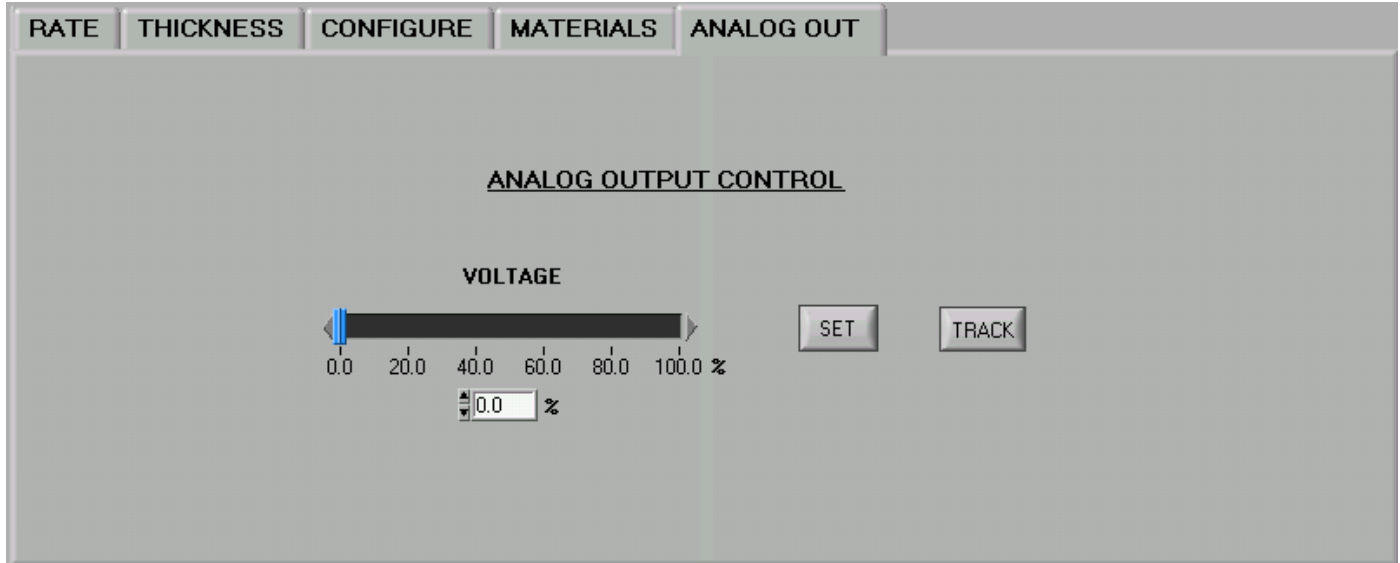 RATE THICKNESS CONFIGURE MATERIALS ANALOG OUT
ANALOG OUTPUT CONTROL
VOLTAGE
SET TRACK
0.0 20.0 40.0 60.0 80.0 100.0 %
0.0 %